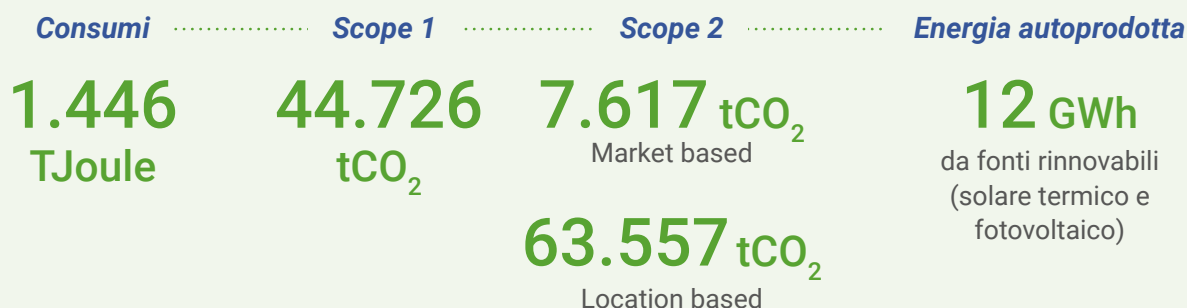 Consumi
Scope 1
Scope 2
Energia autoprodotta
1.446
TJoule
44.726
tCO2
7.617 tCO2
Market based
63.557 tCO2
Location based
12 GWh
da fonti rinnovabili
(solare termico e
fotovoltaico)